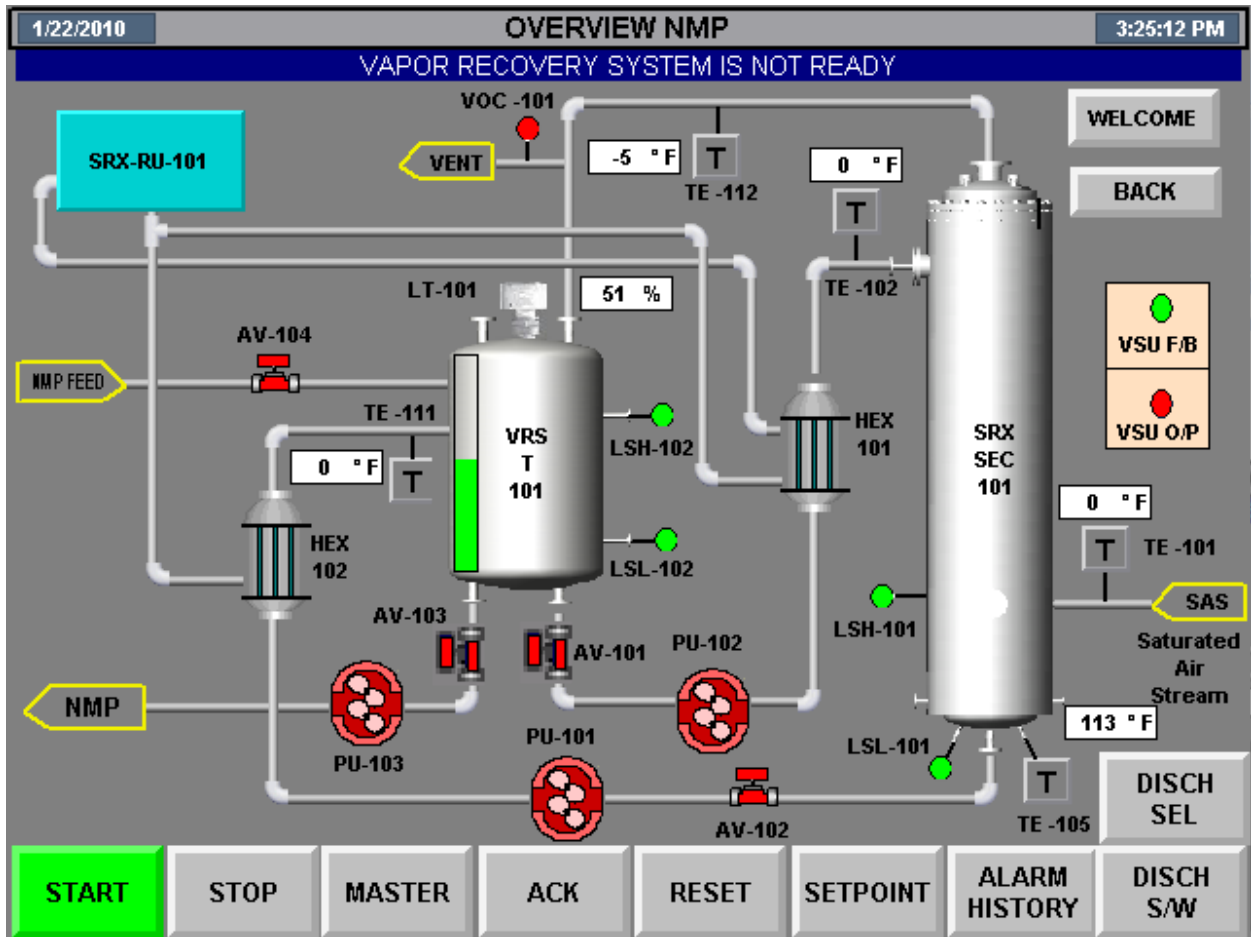 1/22/2010
OVERVIEW NMP
3:25:12 PM
VAPOR RECOVERY SYSTEM IS NOT READY
VOC -101
WELCOME
SRX-RU-101
VENT
-5 °F
T
TE -112
0 °F
T
BACK
TE -102
LT-101
51 %
AV-104
VSU F/B
NMP FEED
TE -111
0 °F
T
VRS
T
101
LSH-102
HEX
101
SRX
SEC
101
VSU O/P
0 °F
T
TE -101
HEX
102
LSL-102
SAS
Saturated
Air
Stream
AV-103
AV-101
PU-102
LSH-101
NMP
PU-103
PU-101
113 °F
LSL-101
T
TE -105
AV-102
DISCH
SEL
START
STOP
MASTER
ACK
RESET
SETPOINT
ALARM
HISTORY
DISCH
S/W